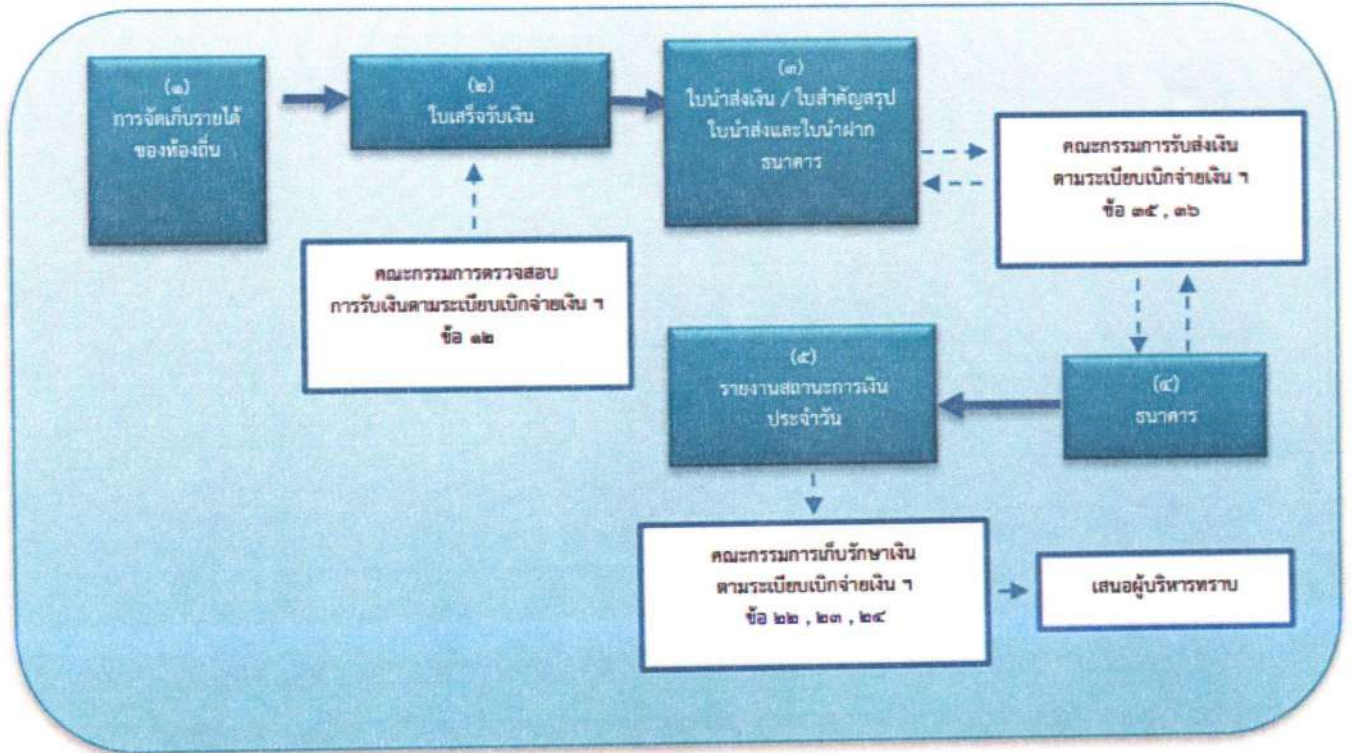 (๑)
การจัดเก็บรายได้
ของท้องถิ่น
(๒)
ใบเสร็จรับเงิน
(๓)
ใบนำส่งเงิน / ใบสำคัญสรุป
ใบนำส่งและใบนำฝาก
ธนาคาร
คณะกรรมการรับส่งเงิน
ตามระเบียบเบิกจ่ายเงิน ฯ
ข้อ ๓๕ , ๓๖
คณะกรรมการตรวจสอบ
การรับเงินตามระเบียบเบิกจ่ายเงิน ฯ
ข้อ ๑๒
(๔)
ธนาคาร
(๕)
รายงานสถานะการเงิน
ประจำวัน
คณะกรรมการเก็บรักษาเงิน
ตามระเบียบเบิกจ่ายเงิน ฯ
ข้อ ๒๒ , ๒๓ , ๒๔
เสนอผู้บริหารทราบ